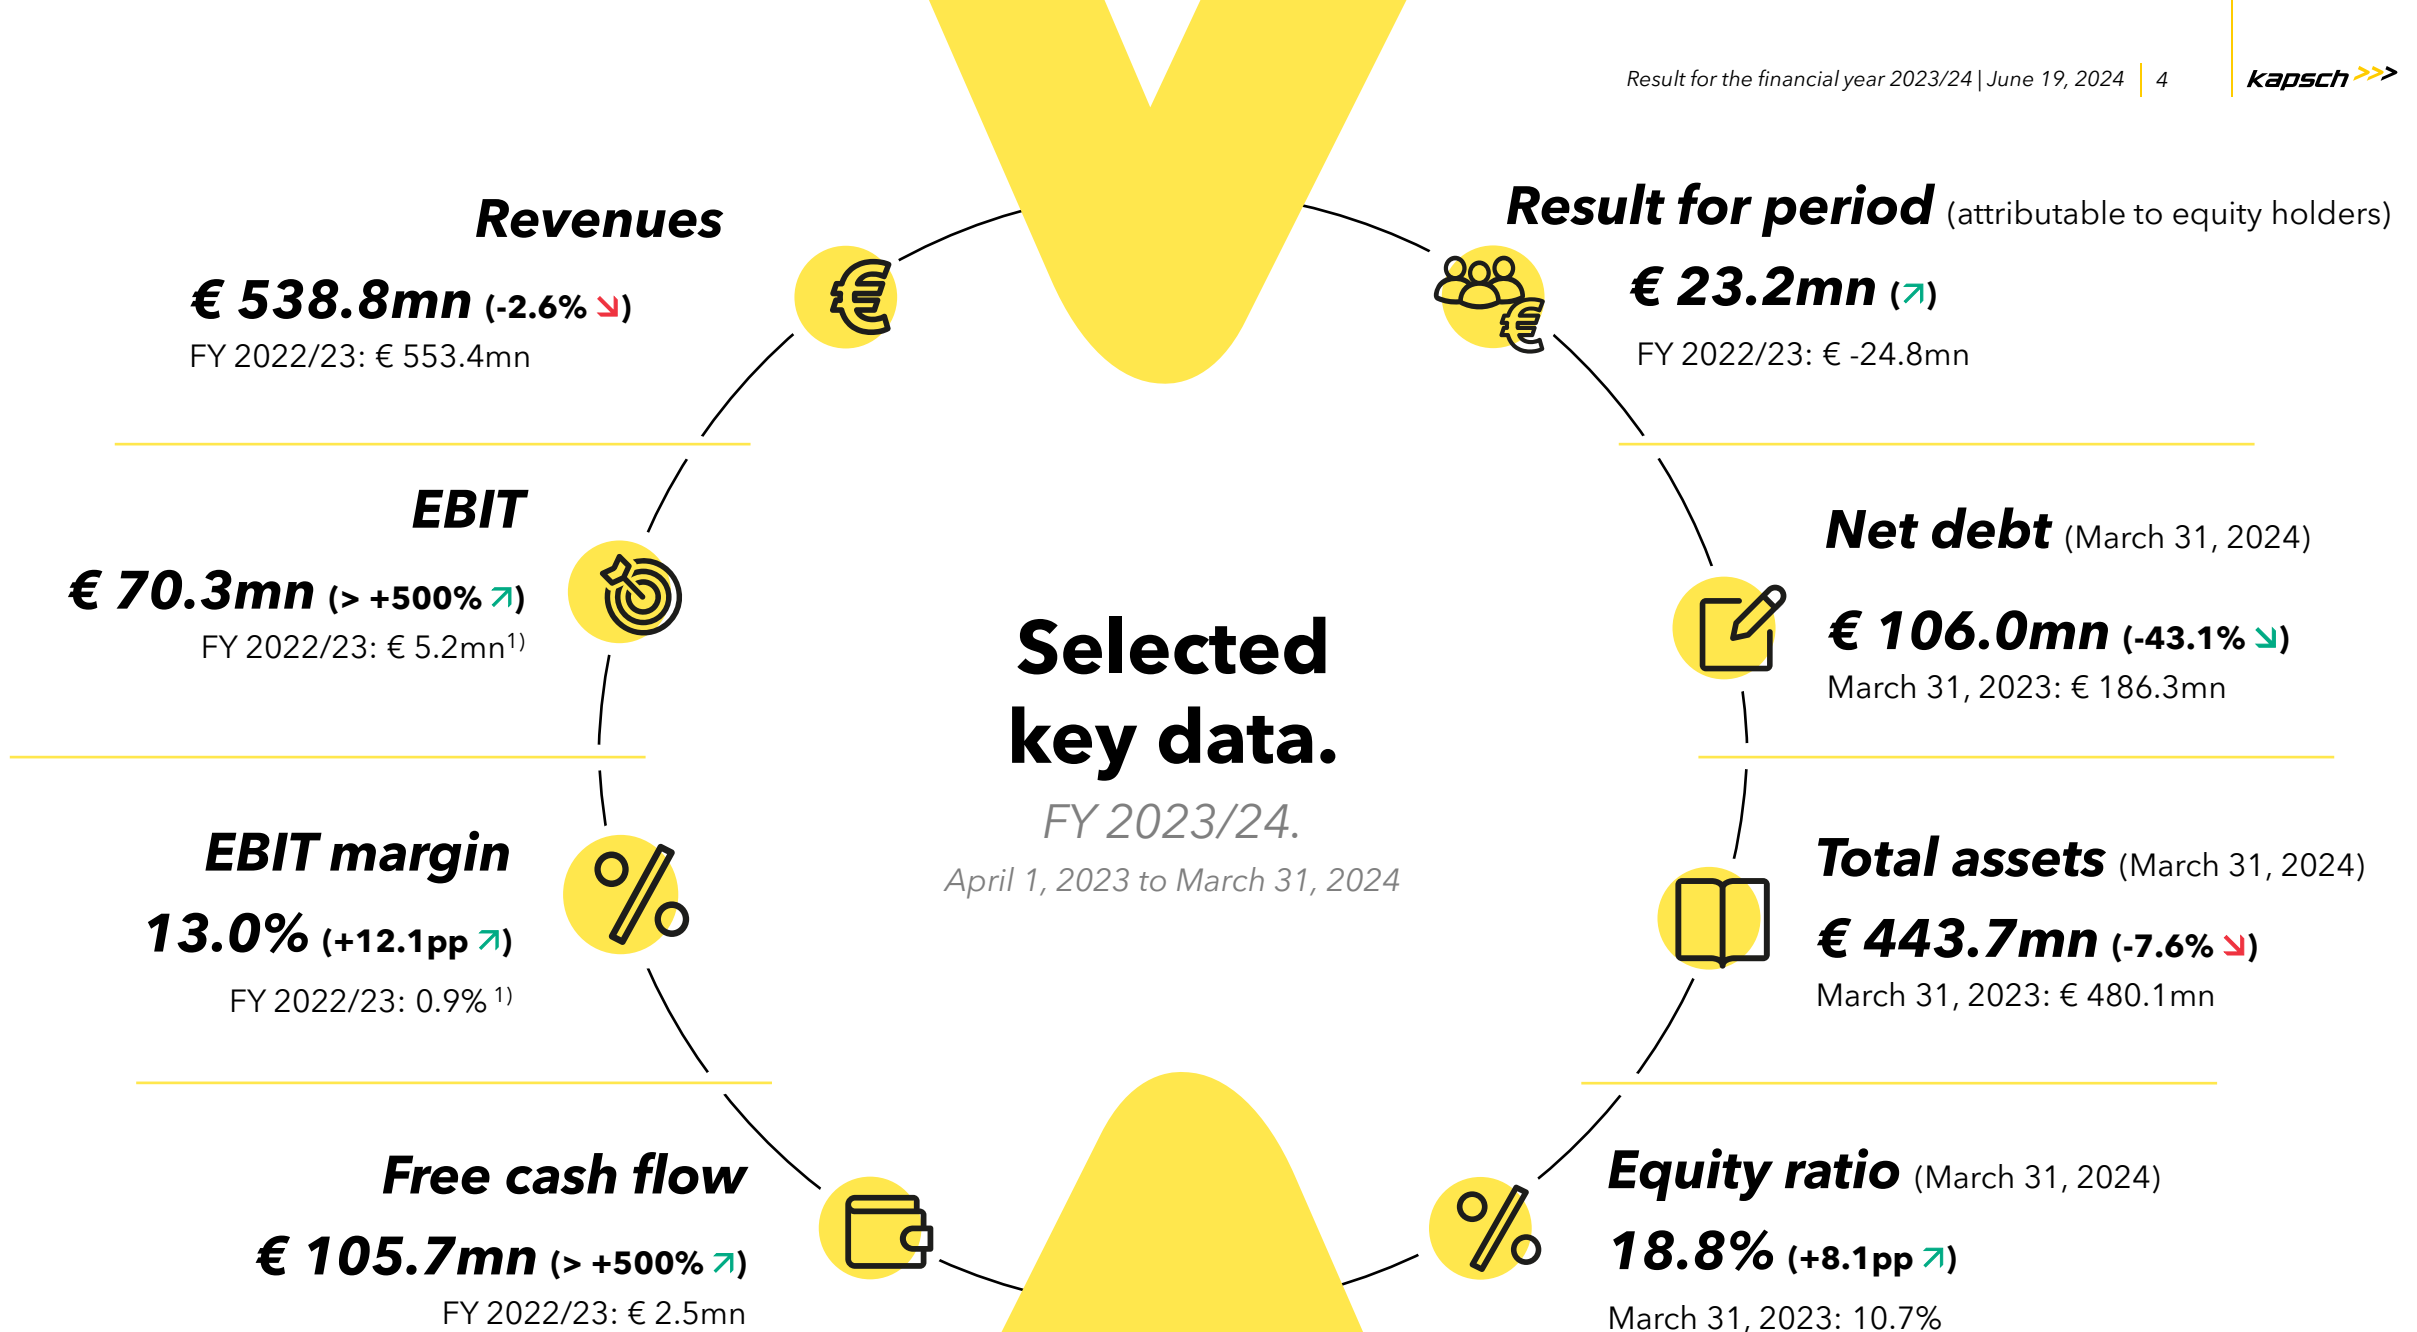 Result for the financial year 2023/24 | June 19, 2024 4
kapsch >>>
Revenues
€ 538.8mn (-2.6% ↘)
FY 2022/23: € 553.4mn
EBIT
€ 70.3mn (> +500% ↗)
FY 2022/23: € 5.2mn1)
EBIT margin
13.0% (+12.1pp ↗)
FY 2022/23: 0.9% 1)
Free cash flow
€ 105.7mn (> +500% ↗)
FY 2022/23: € 2.5mn
Selected
key data.
FY 2023/24.
April 1, 2023 to March 31, 2024
Result for period (attributable to equity holders)
€ 23.2mn (↗)
FY 2022/23: € -24.8mn
Net debt (March 31, 2024)
€ 106.0mn (-43.1% ↘)
March 31, 2023: € 186.3mn
Total assets (March 31, 2024)
€ 443.7mn (-7.6% ↘)
March 31, 2023: € 480.1mn
Equity ratio (March 31, 2024)
18.8% (+8.1pp ↗)
March 31, 2023: 10.7%